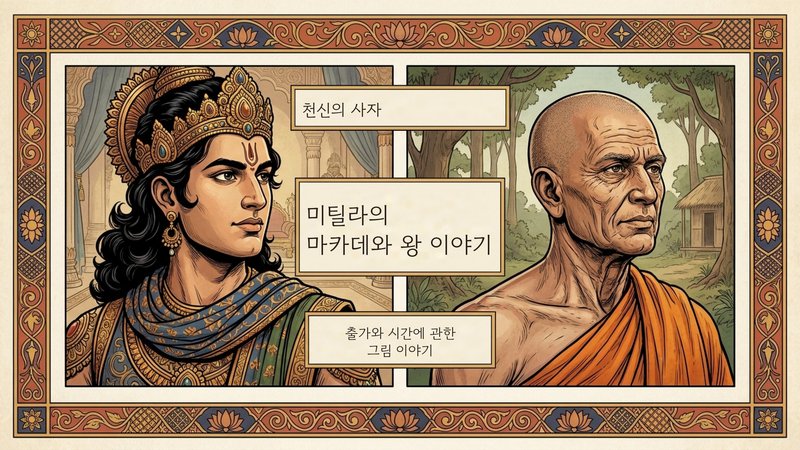 천신의 사자
미틸라의
마카데와 왕 이야기
출가와 시간에 관한
그림 이야기